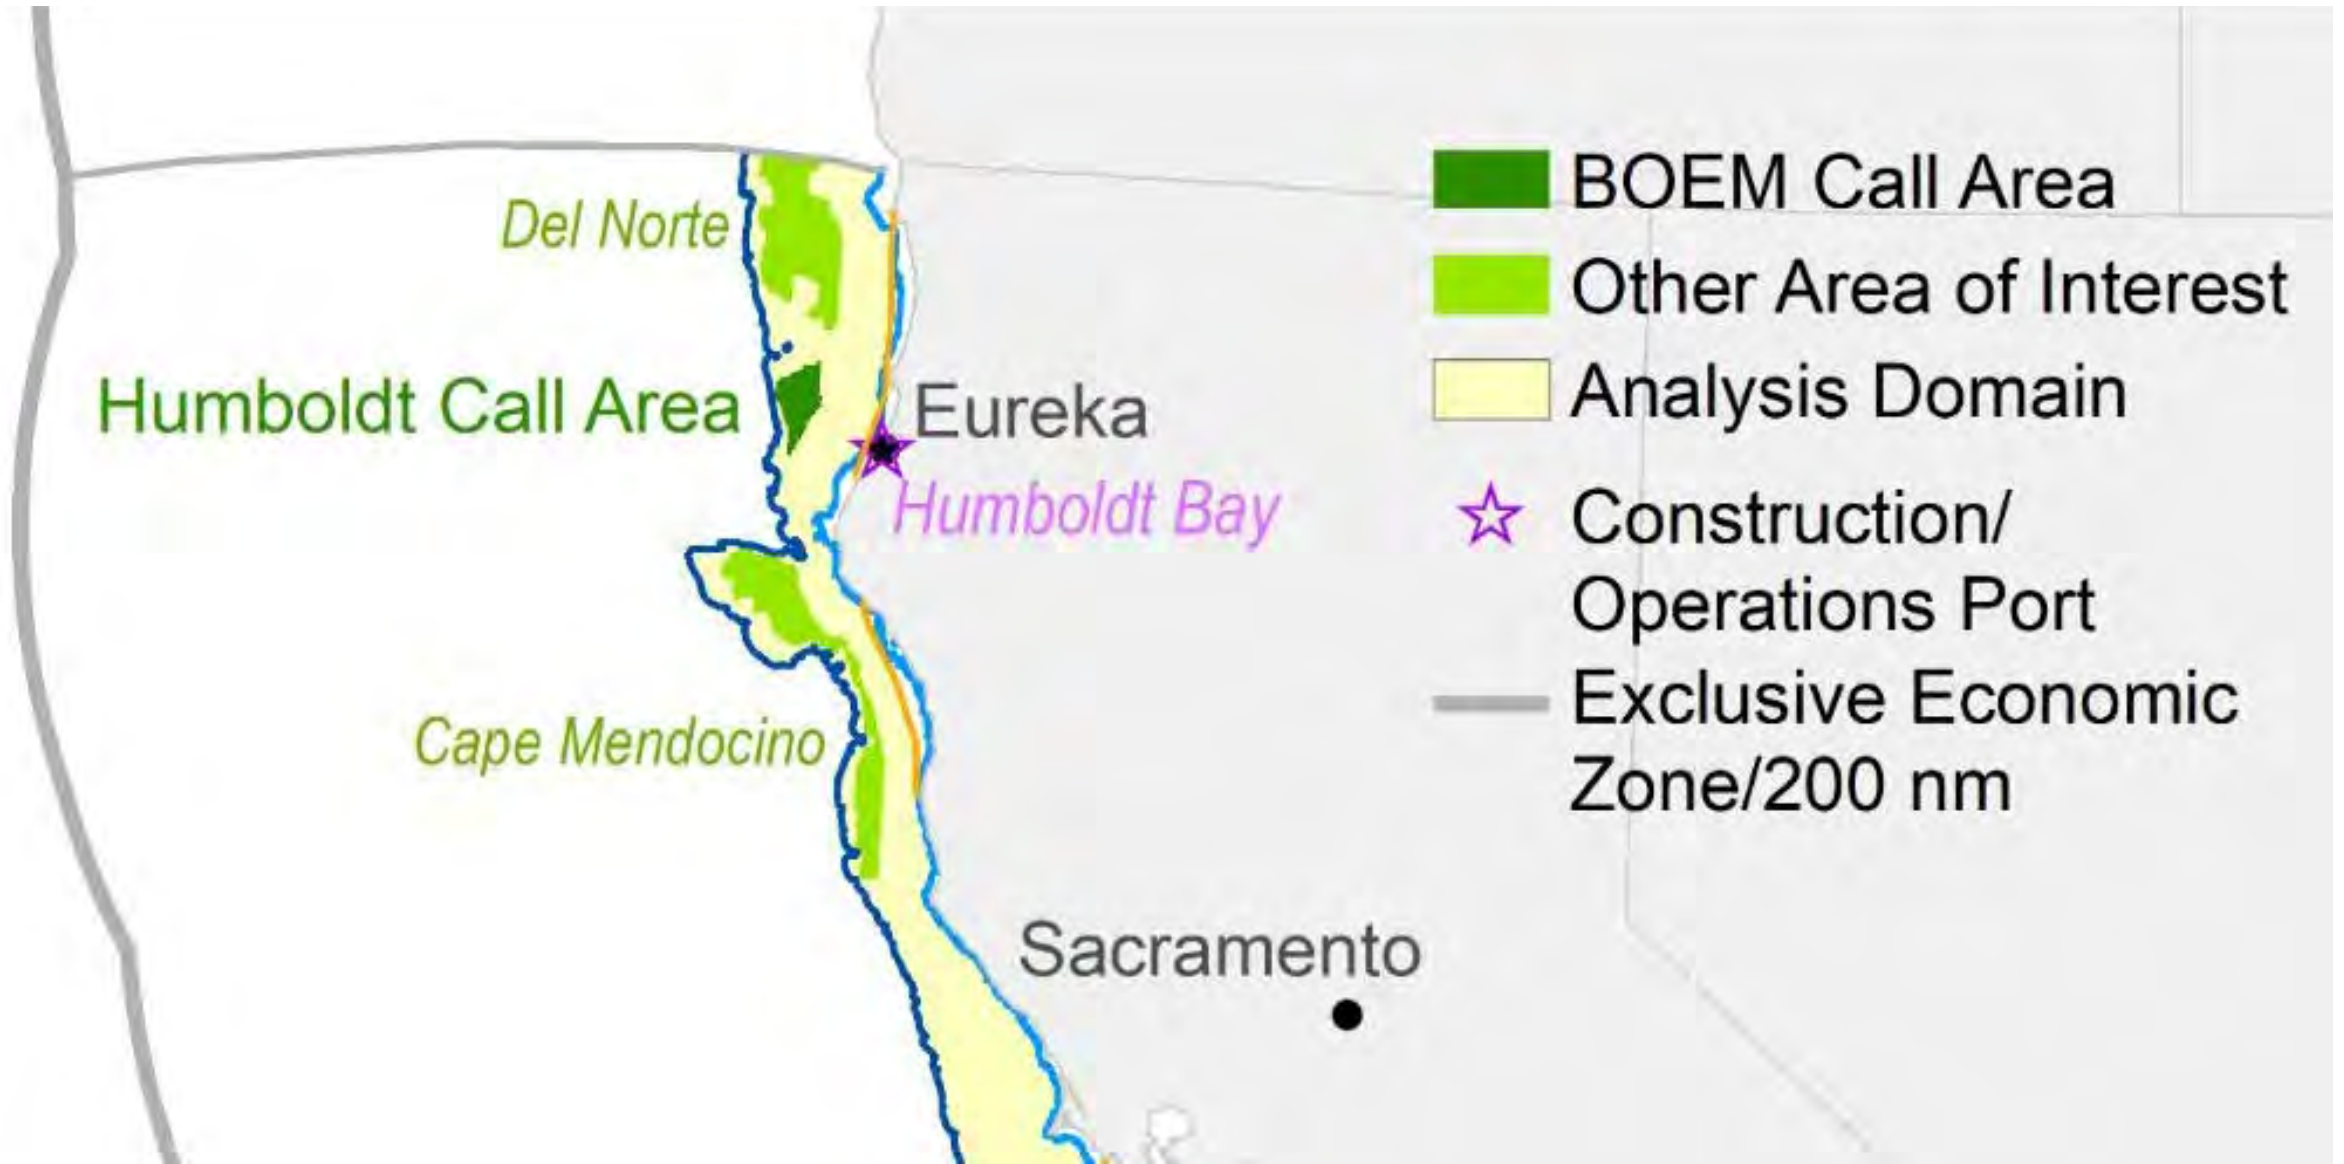 Del Norte
Humboldt Call Area
Eureka
Humboldt Bay
Cape Mendocino
Sacramento
BOEM Call Area
Other Area of Interest
Analysis Domain
Construction/
Operations Port
Exclusive Economic
Zone/200 nm